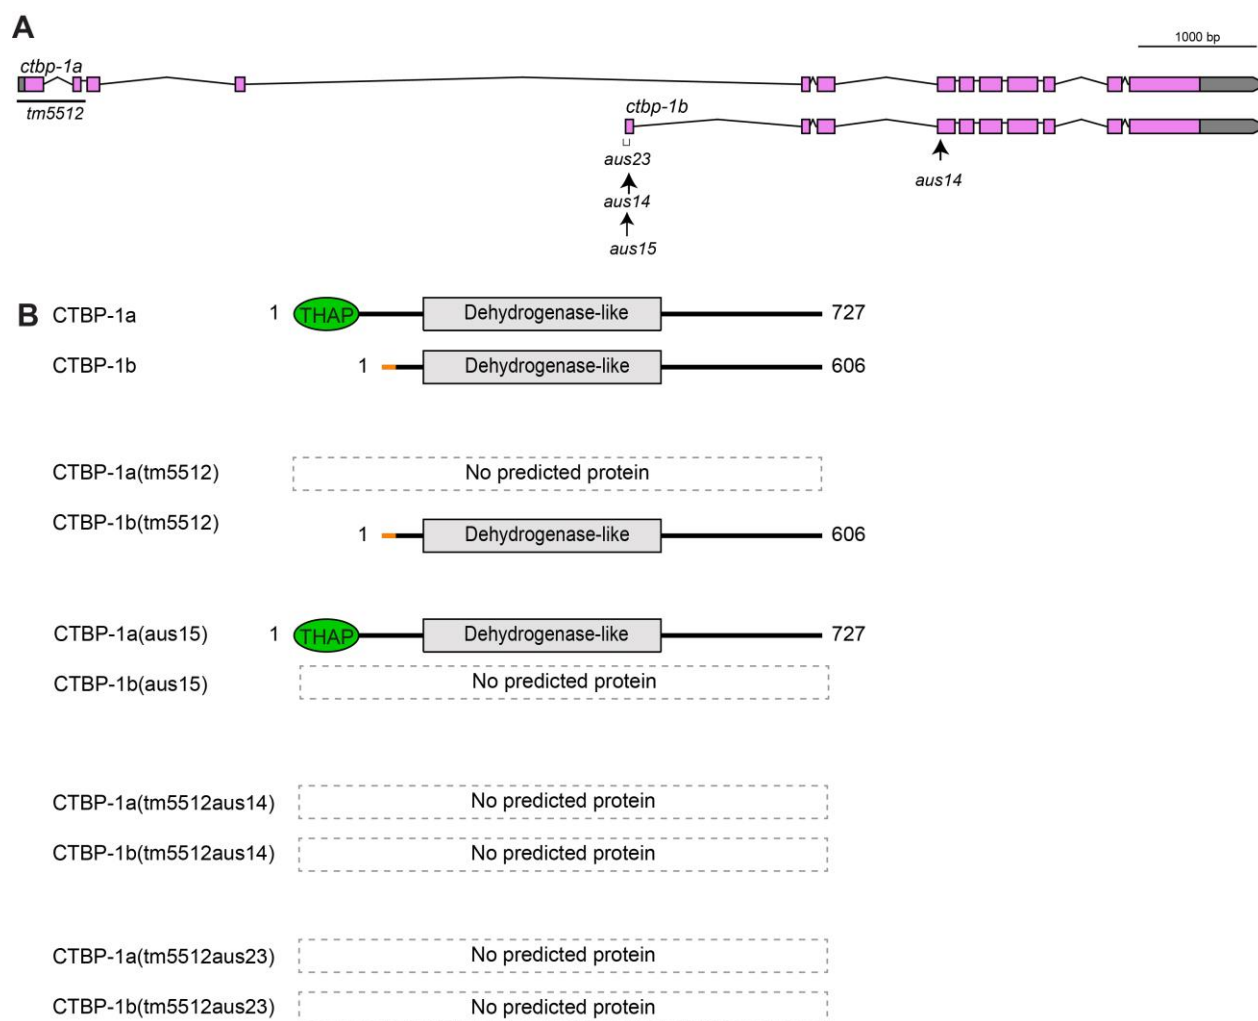 A
1000 bp
ctbp-1a
tm5512
ctbp-1b
aus23
aus14
aus14
aus15
B
CTBP-1a 1 THAP Dehydrogenase-like 727
CTBP-1b 1 Dehydrogenase-like 606
CTBP-1a(tm5512) No predicted protein
CTBP-1b(tm5512) 1 Dehydrogenase-like 606
CTBP-1a(aus15) 1 THAP Dehydrogenase-like 727
CTBP-1b(aus15) No predicted protein
CTBP-1a(tm5512aus14) No predicted protein
CTBP-1b(tm5512aus14) No predicted protein
CTBP-1a(tm5512aus23) No predicted protein
CTBP-1b(tm5512aus23) No predicted protein